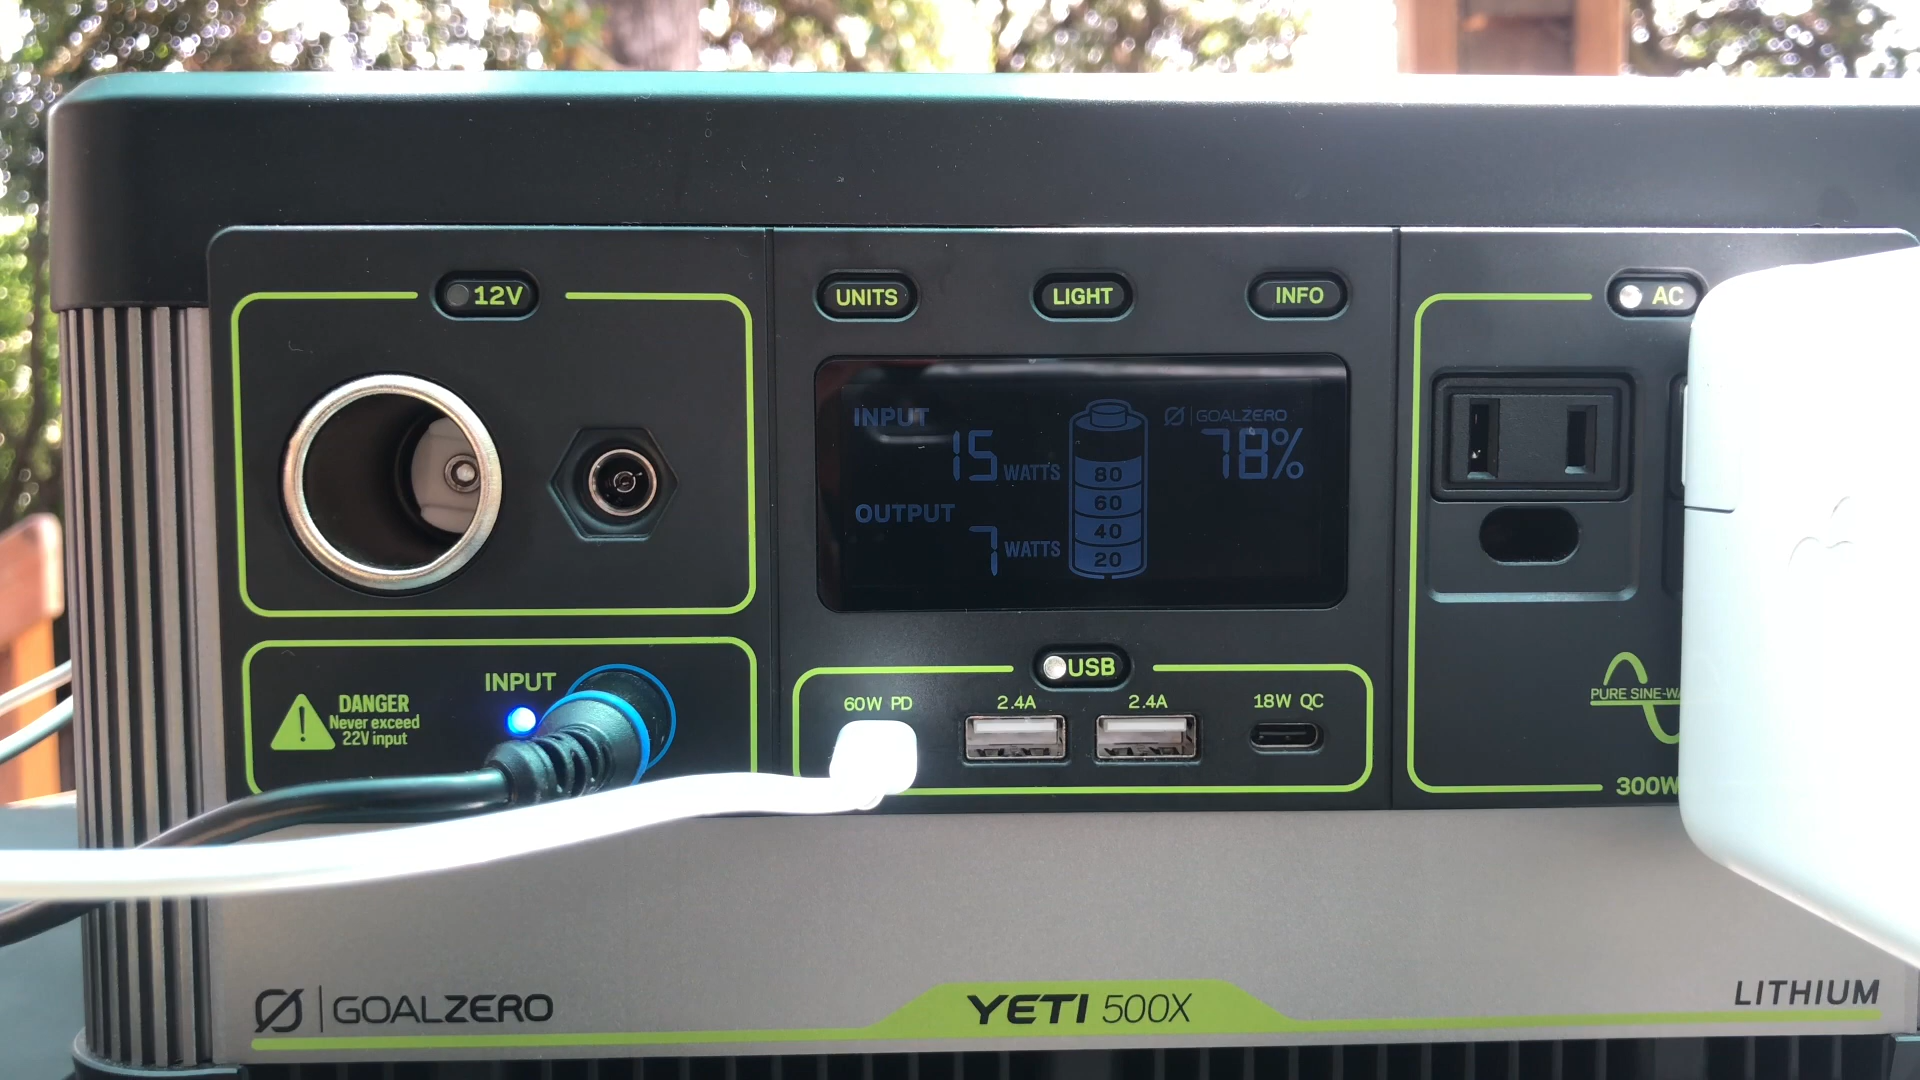 12V
UNITS
LIGHT
INFO
AC
INPUT
15 WATTS
OUTPUT
7 WATTS
80
60
40
20
GOALZERO
78%
DANGER
Never exceed
22V input
INPUT
USB
60W PD
2.4A
2.4A
18W QC
PURE SINE-WA
300W
GOALZERO
YETI 500X
LITHIUM